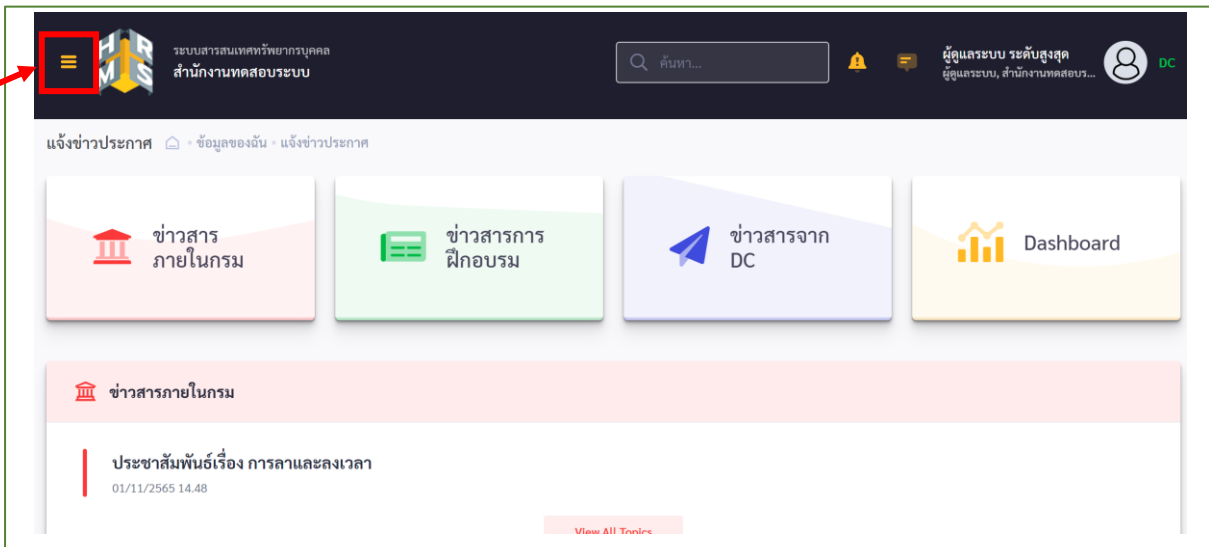 HR
MS
ระบบสารสนเทศทรัพยากรบุคคล
สำนักงานทดสอบระบบ
ค้นหา...
ผู้ดูแลระบบ ระดับสูงสุด
ผู้ดูแลระบบ, สำนักงานทดสอบร...
DC
แจ้งข่าวประกาศ
ข้อมูลของฉัน - แจ้งข่าวประกาศ
ข่าวสาร
ภายในกรม
ข่าวสารการ
ฝึกอบรม
ข่าวสารจาก
DC
Dashboard
ข่าวสารภายในกรม
ประชาสัมพันธ์เรื่อง การลาและลงเวลา
01/11/2565 14.48
View All Topics